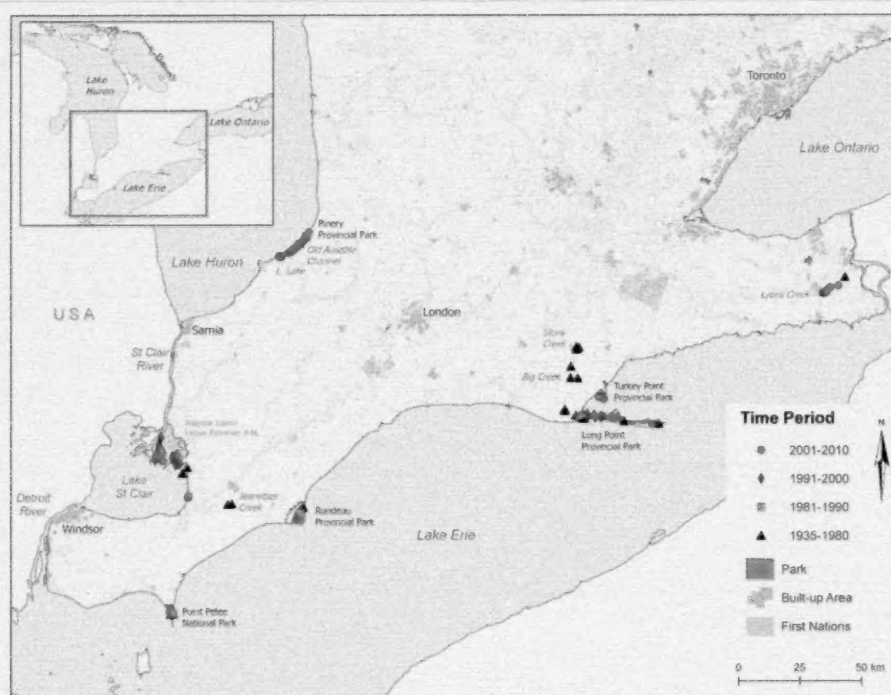 Lake
Huron
Lake Ontario
Lake Erie
Toronto
Lake Ontario
Pinery
Provincial Park
Old Ausable
Channel
L Lake
Lake Huron
USA
Sarnia
St Clair
River
London
Lyons Creek
Stoney
Creek
Big Creek
Turkey Point
Provincial Park
Long Point
Provincial Park
Walpole Island
Lake
St Clair
Detroit
River
Windsor
Jeannettes
Creek
Rondeau
Provincial Park
Lake Erie
Point Pelee
National Park
Time Period
N
2001-2010
1991-2000
1981-1990
1935-1980
Park
Built-up Area
First Nations
0 25 50 km